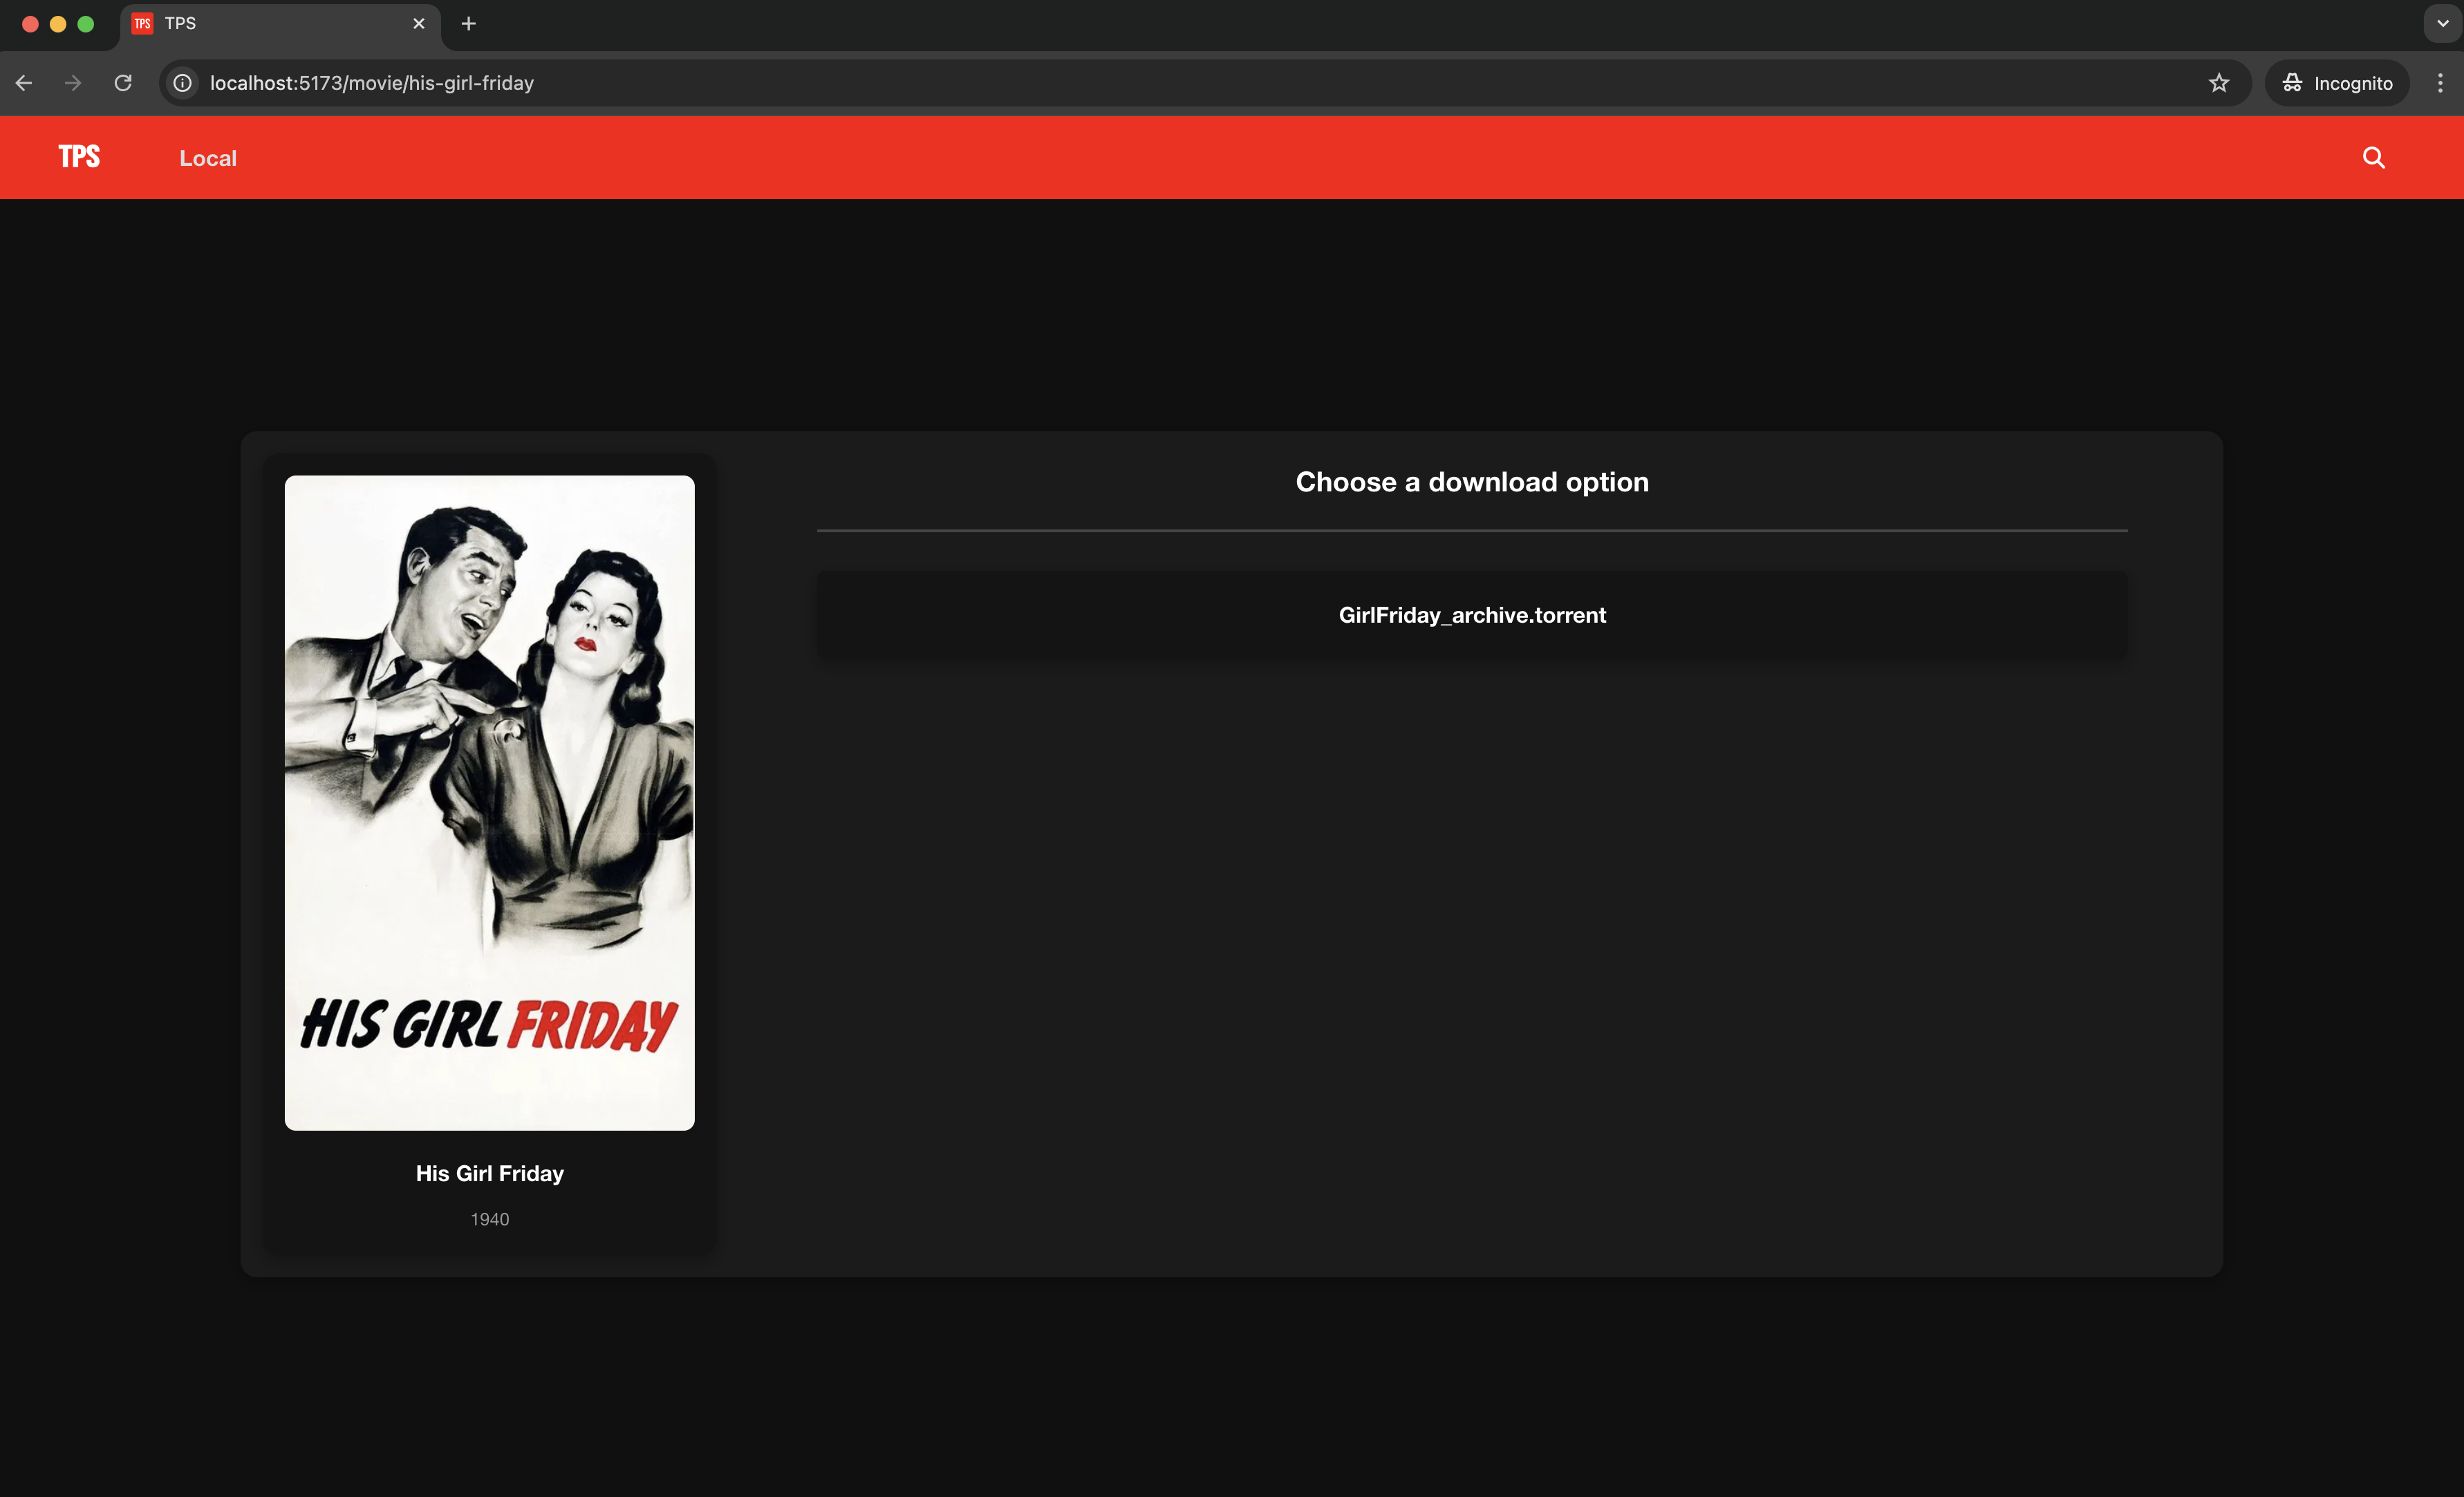 TPS TPS
localhost:5173/movie/his-girl-friday
Incognito
TPS Local
Choose a download option
GirlFriday_archive.torrent
HIS GIRL FRIDAY
His Girl Friday
1940